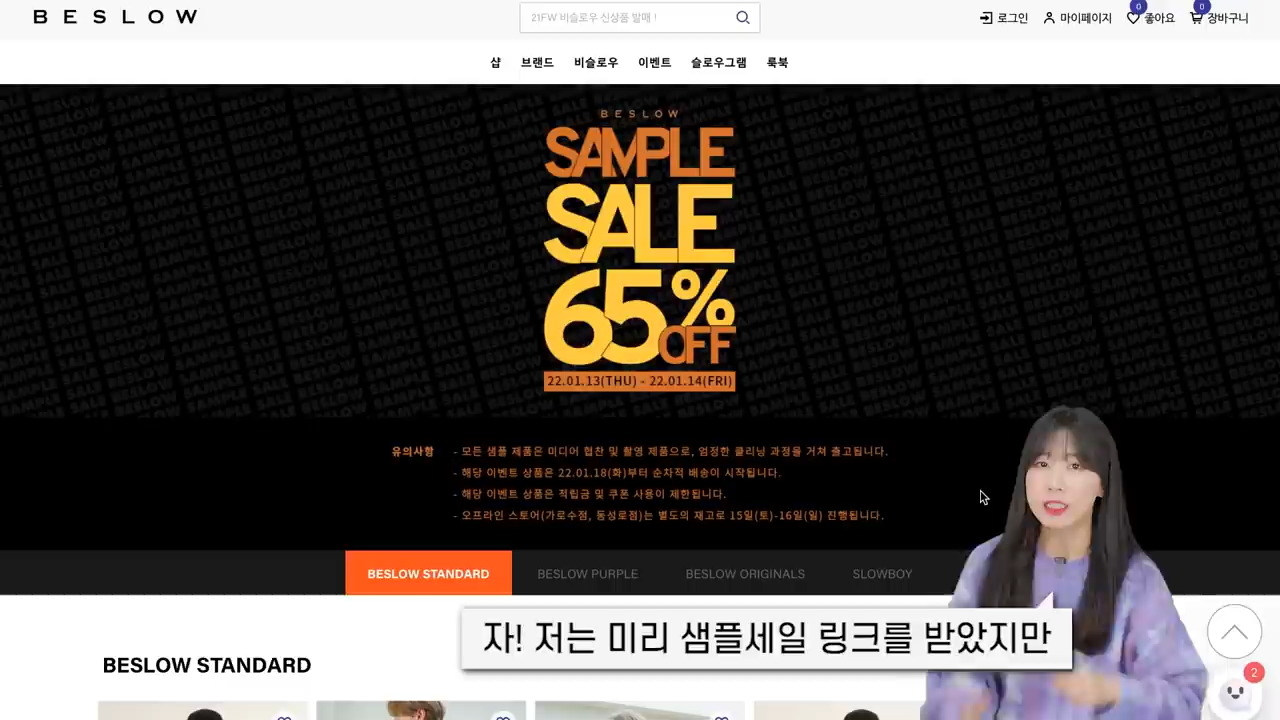 BESLOW
21FW 비슬로우 신상품 발매 !
로그인
마이페이지
0
좋아요
0
장바구니
샵 브랜드 비슬로우 이벤트 슬로우그램 룩북
BESLOW
SAMPLE
SALE
65%
OFF
22.01.13(THU) - 22.01.14(FRI)
유의사항
- 모든 샘플 제품은 미디어 협찬 및 촬영 제품으로, 엄정한 클리닝 과정을 거쳐 출고됩니다.
- 해당 이벤트 상품은 22.01.18(화)부터 순차적 배송이 시작됩니다.
- 해당 이벤트 상품은 적립금 및 쿠폰 사용이 제한됩니다.
- 오프라인 스토어(가로수점, 동성로점)는 별도의 재고로 15일(토)-16일(일) 진행됩니다.
BESLOW STANDARD BESLOW PURPLE BESLOW ORIGINALS SLOWBOY
자! 저는 미리 샘플세일 링크를 받았지만
BESLOW STANDARD
2